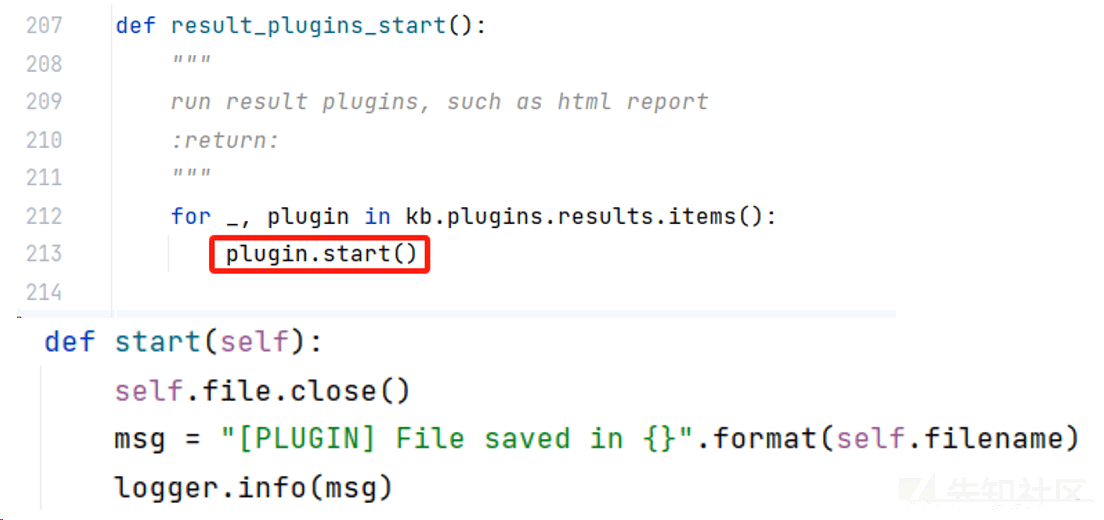 207 def result_plugins_start():
208 """
209 run result plugins, such as html report
210 :return:
211 """
212 for _, plugin in kb.plugins.results.items():
213 plugin.start()
214
def start(self):
self.file.close()
msg = "[PLUGIN] File saved in {}".format(self.filename)
logger.info(msg)
先知社区